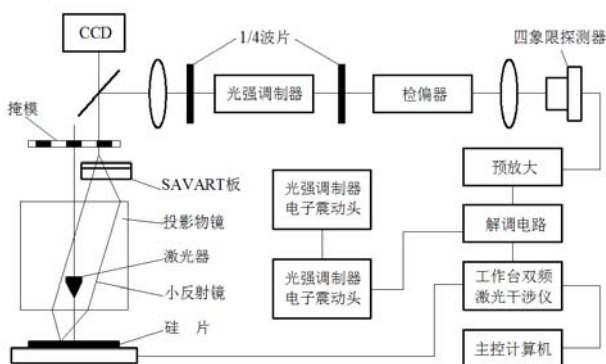 CCD
1/4波片
四象限探测器
光强调制器
检偏器
掩模
SAVART板
投影物镜
激光器
小反射镜
硅 片
光强调制器
电子震动头
光强调制器
电子震动头
预放大
解调电路
工作台双频
激光干涉仪
主控计算机